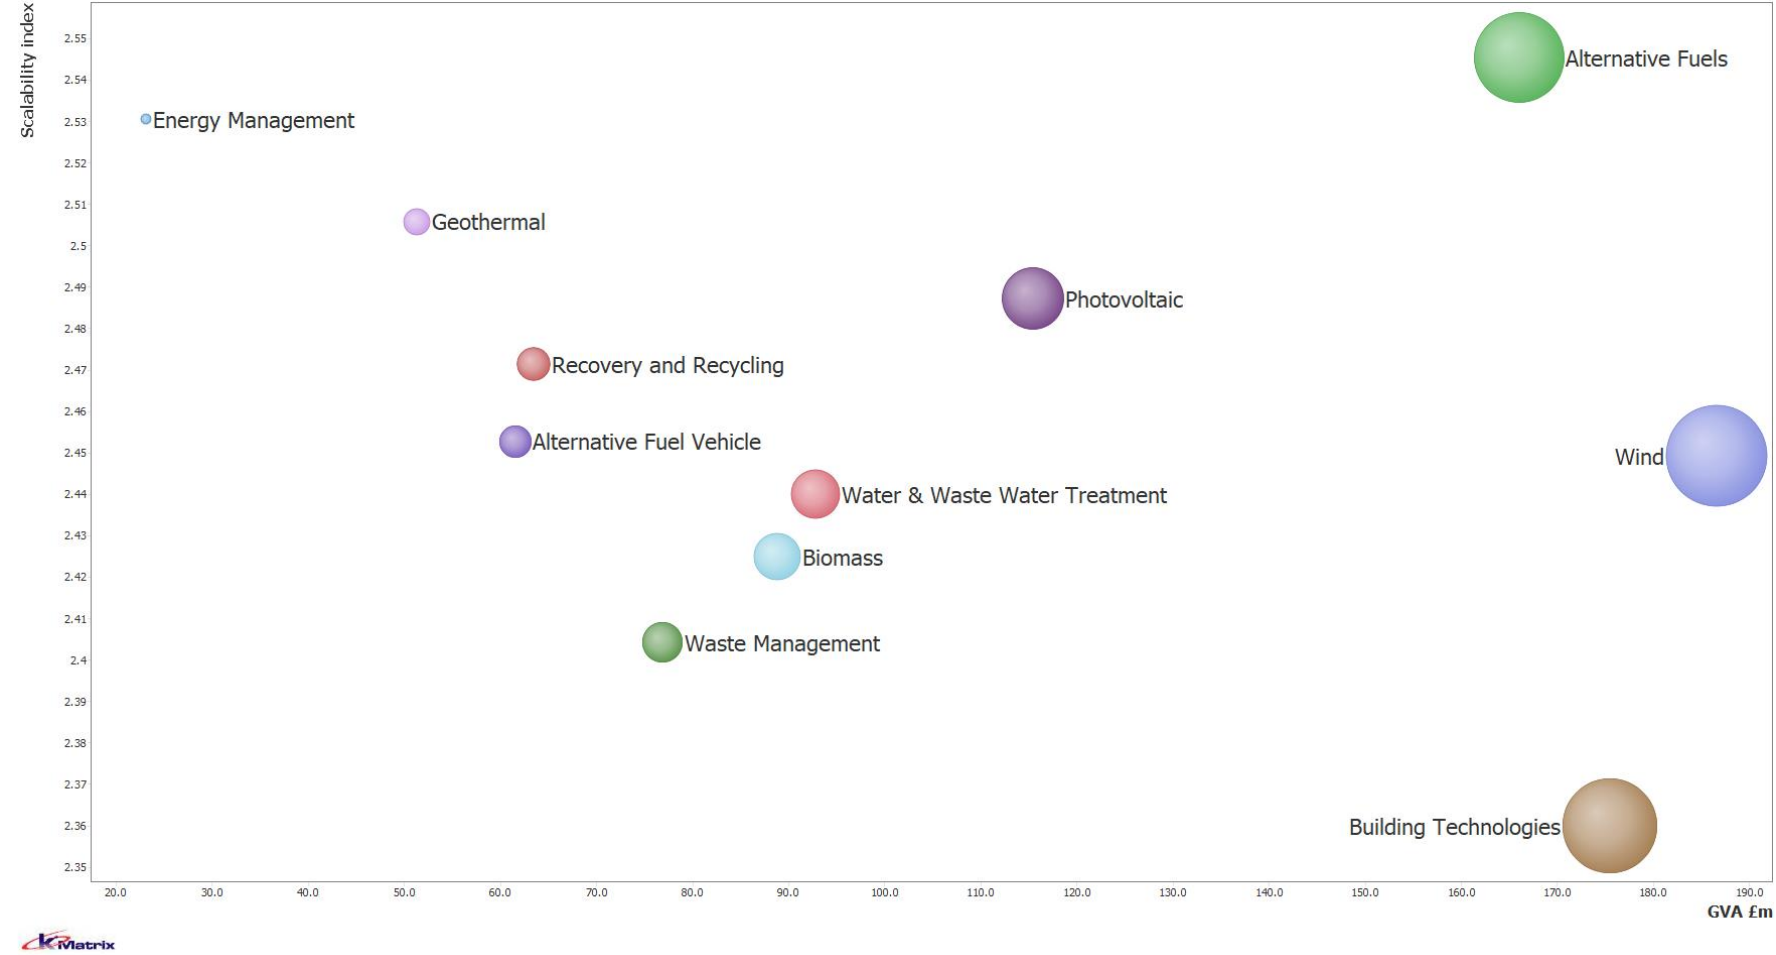 Scalability index
2.55
2.54
2.53
2.52
2.51
2.5
2.49
2.48
2.47
2.46
2.45
2.44
2.43
2.42
2.41
2.4
2.39
2.38
2.37
2.36
2.35
Alternative Fuels
Energy Management
Geothermal
Photovoltaic
Recovery and Recycling
Alternative Fuel Vehicle
Wind
Water & Waste Water Treatment
Biomass
Waste Management
Building Technologies
20.0 30.0 40.0 50.0 60.0 70.0 80.0 90.0 100.0 110.0 120.0 130.0 140.0 150.0 160.0 170.0 180.0 190.0
GVA £m
kMatrix